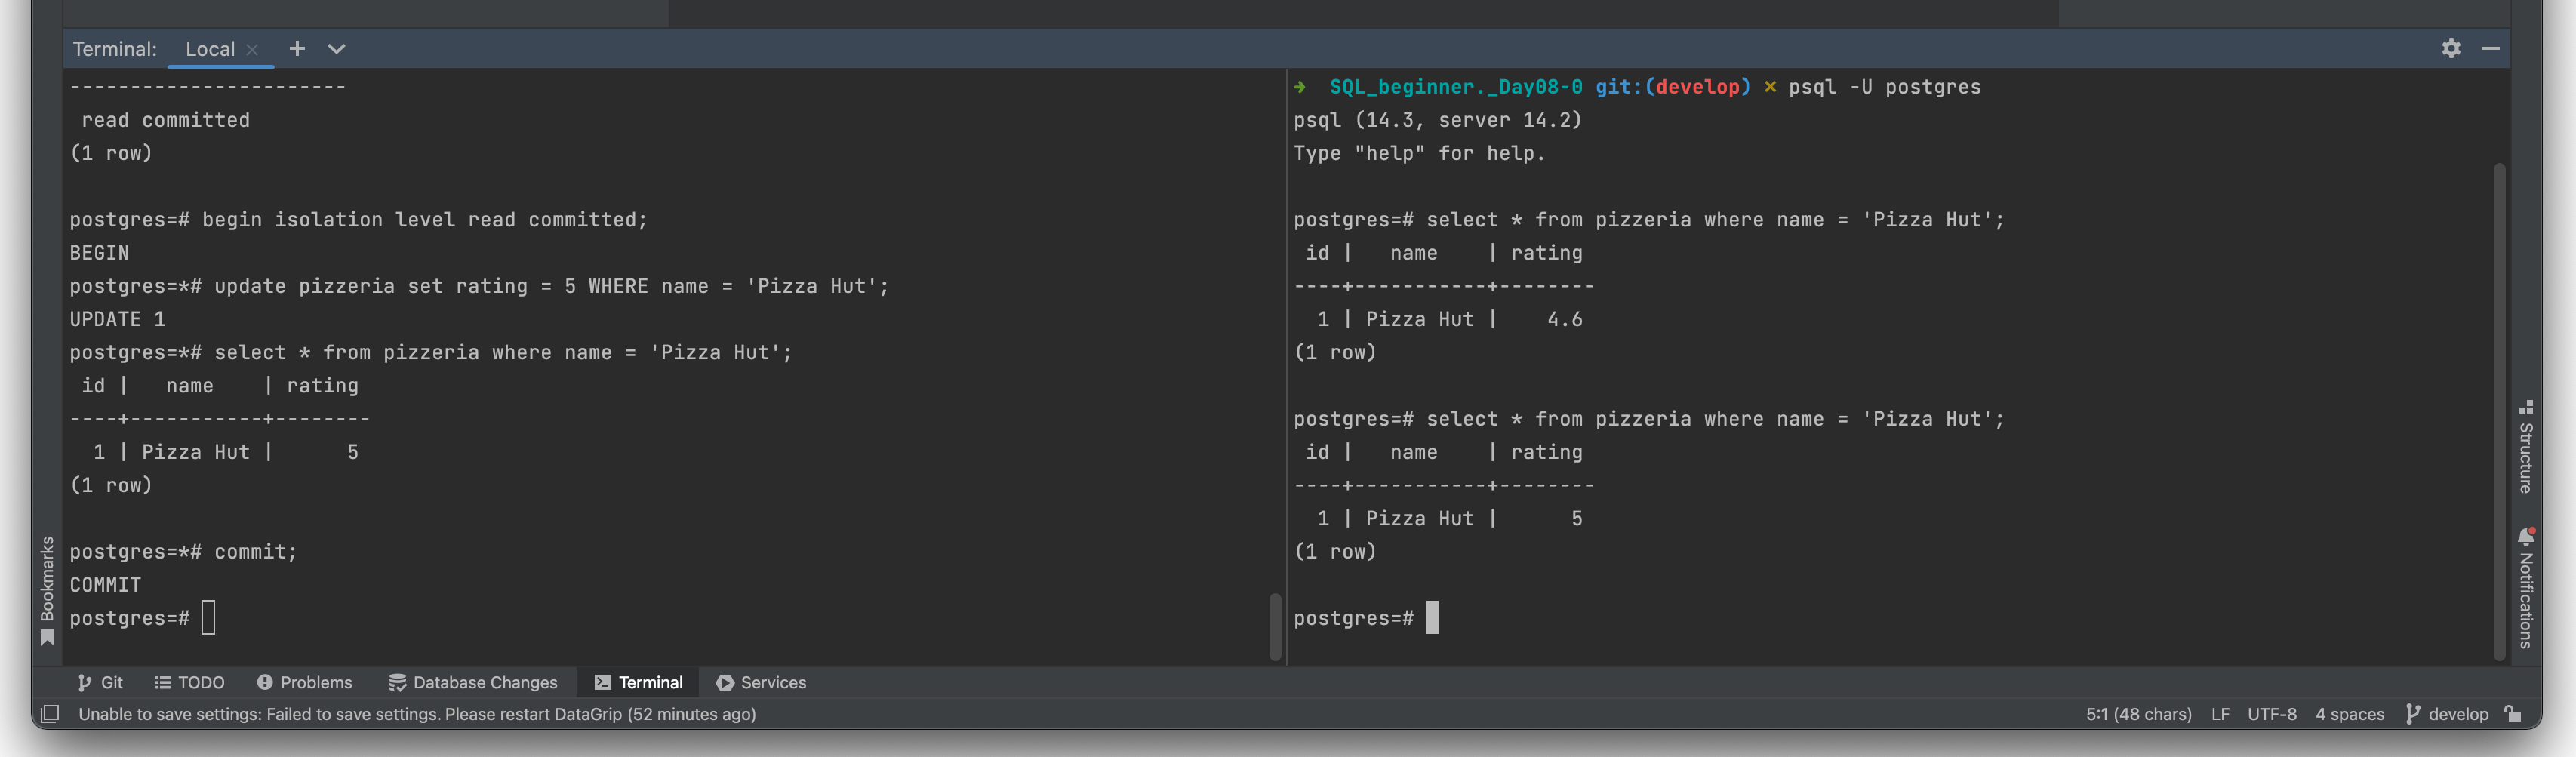 Terminal: Local × + 
-----------------------
 read committed
(1 row)

postgres=# begin isolation level read committed;
BEGIN
postgres=*# update pizzeria set rating = 5 WHERE name = 'Pizza Hut';
UPDATE 1
postgres=*# select * from pizzeria where name = 'Pizza Hut';
 id |   name    | rating
----+-----------+--------
  1 | Pizza Hut |      5
(1 row)

postgres=*# commit;
COMMIT
postgres=#
→ SQL_beginner._Day08-0 git:(develop) × psql -U postgres
psql (14.3, server 14.2)
Type "help" for help.

postgres=# select * from pizzeria where name = 'Pizza Hut';
 id |   name    | rating
----+-----------+--------
  1 | Pizza Hut |    4.6
(1 row)

postgres=# select * from pizzeria where name = 'Pizza Hut';
 id |   name    | rating
----+-----------+--------
  1 | Pizza Hut |      5
(1 row)

postgres=#
Bookmarks
Structure
Notifications
Git TODO Problems Database Changes Terminal Services
Unable to save settings: Failed to save settings. Please restart DataGrip (52 minutes ago) 5:1 (48 chars) LF UTF-8 4 spaces develop